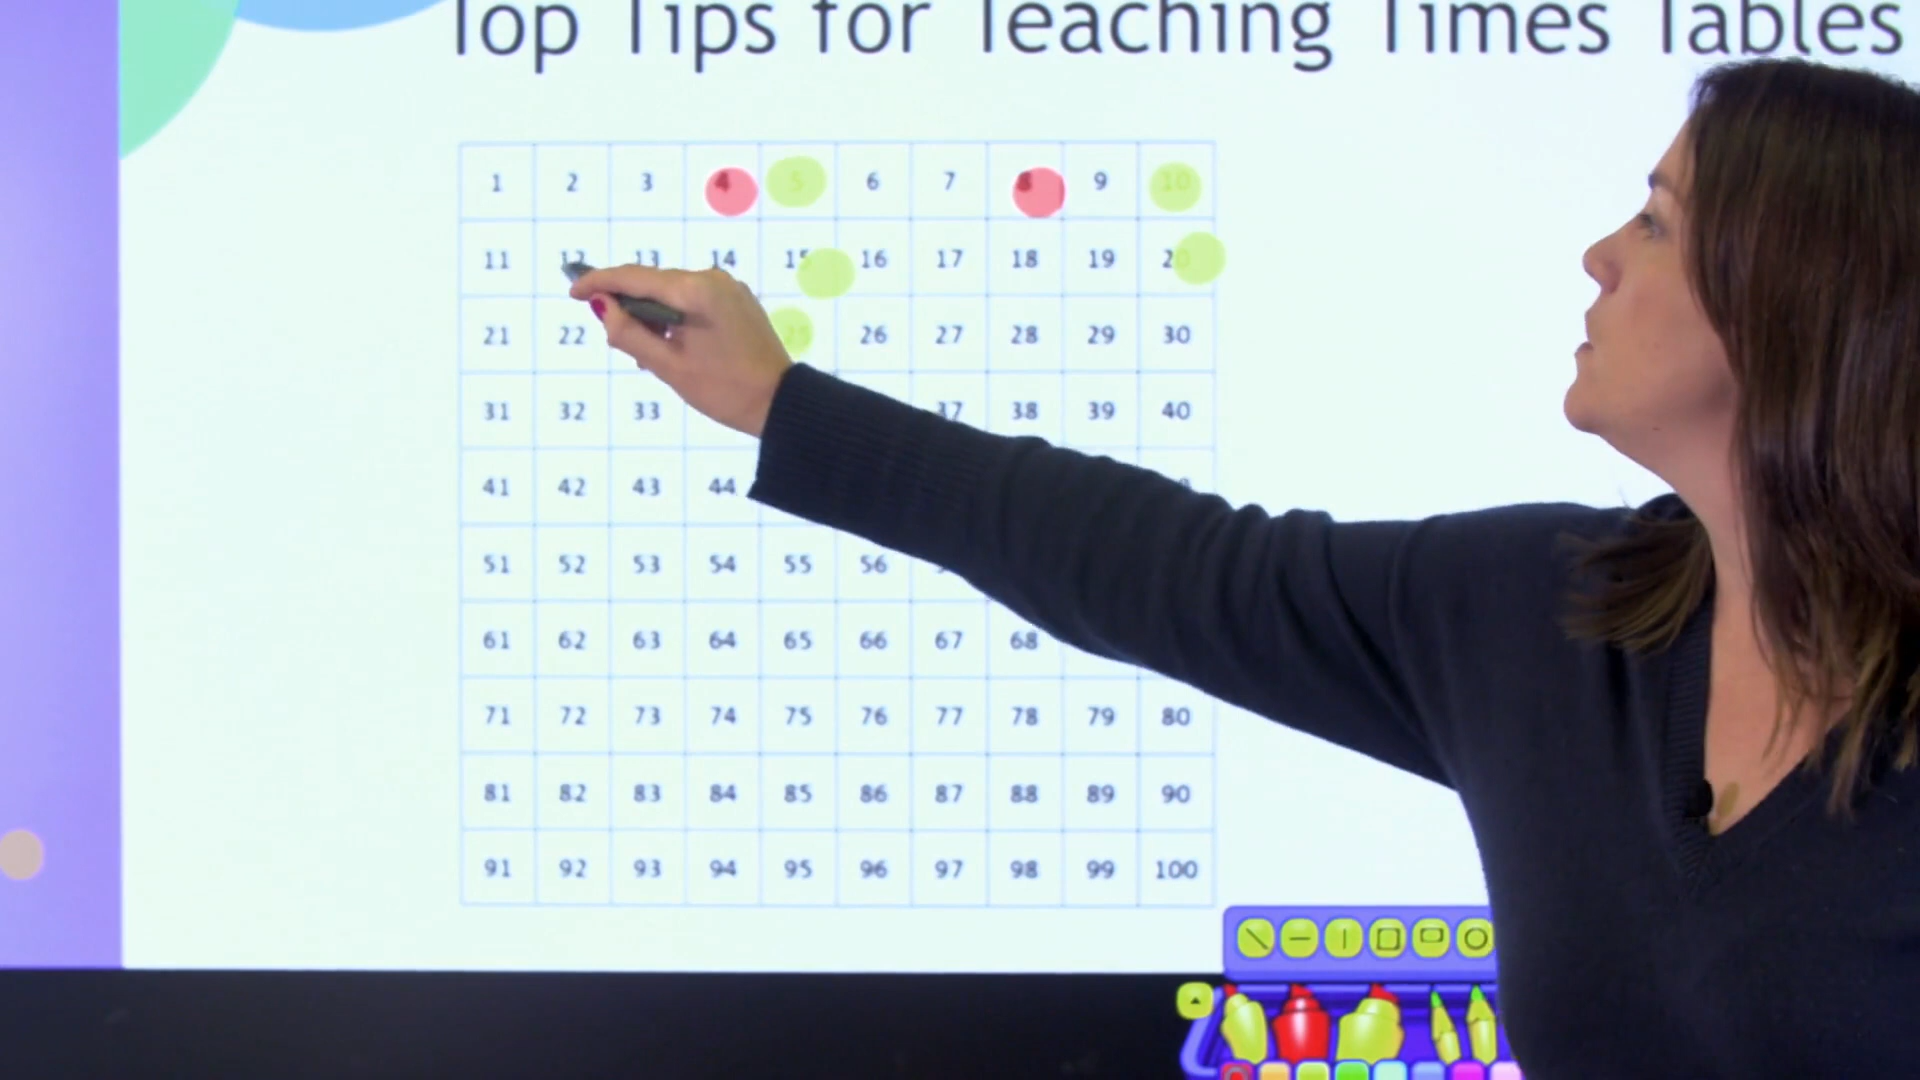 Top Tips for Teaching Times Tables
1 2 3 4 5 6 7 8 9 10
11 12 13 14 15 16 17 18 19 20
21 22 25 26 27 28 29 30
31 32 33 37 38 39 40
41 42 43 44
51 52 53 54 55 56
61 62 63 64 65 66 67 68
71 72 73 74 75 76 77 78 79 80
81 82 83 84 85 86 87 88 89 90
91 92 93 94 95 96 97 98 99 100